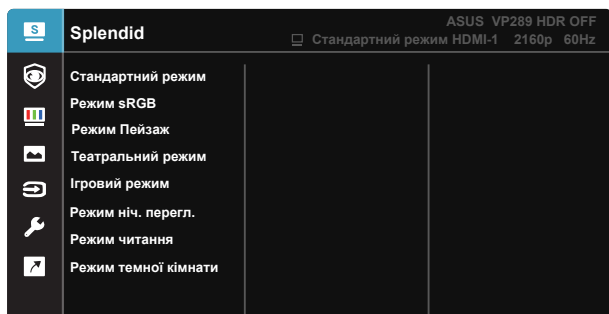 S Splendid
ASUS VP289 HDR OFF
Стандартний режим HDMI-1 2160p 60Hz
Стандартний режим
Режим sRGB
Режим Пейзаж
Театральний режим
Ігровий режим
Режим ніч. перегл.
Режим читання
Режим темної кімнати